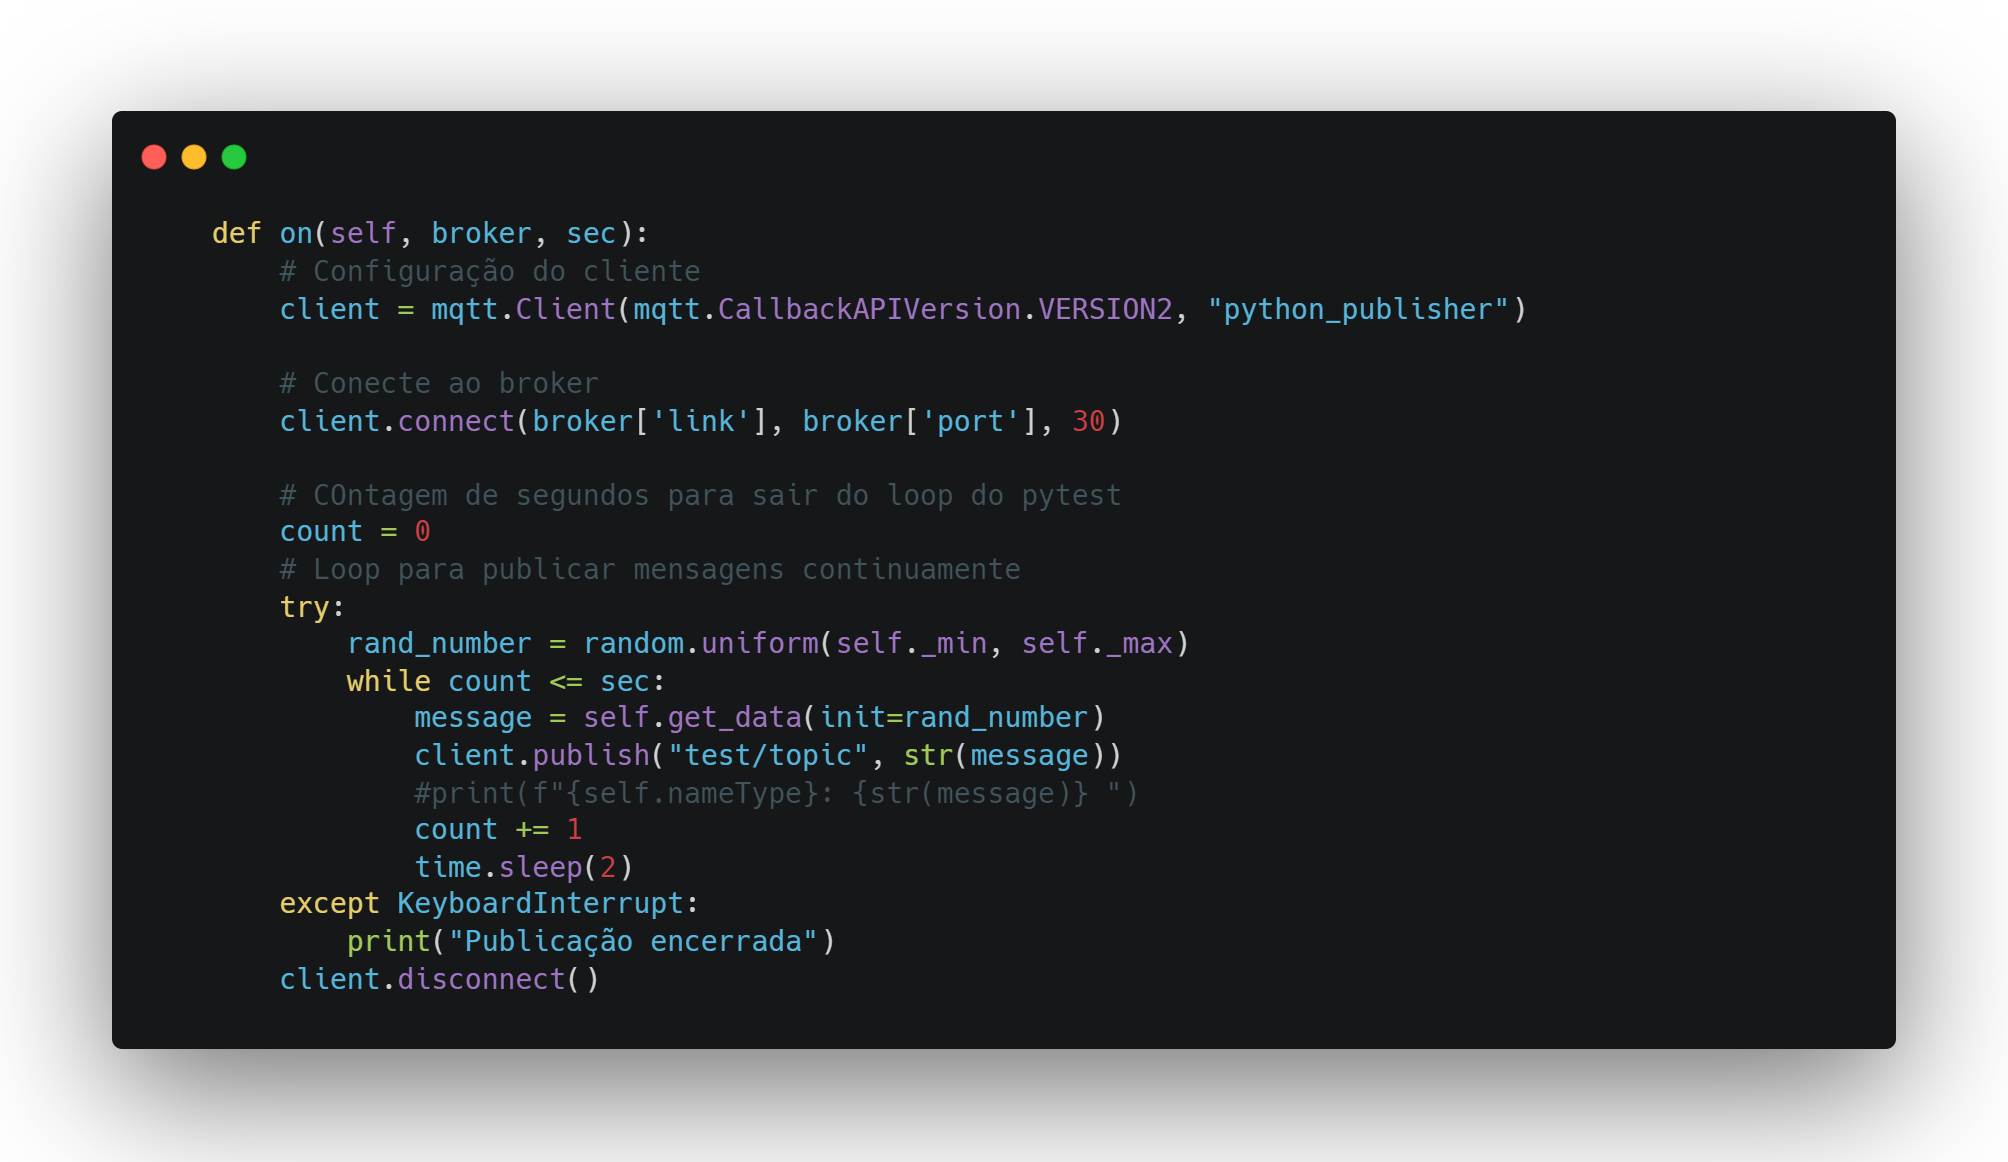 def on(self, broker, sec):
    # Configuração do cliente
    client = mqtt.Client(mqtt.CallbackAPIVersion.VERSION2, "python_publisher")

    # Conecte ao broker
    client.connect(broker['link'], broker['port'], 30)

    # COntagem de segundos para sair do loop do pytest
    count = 0
    # Loop para publicar mensagens continuamente
    try:
        rand_number = random.uniform(self._min, self._max)
        while count <= sec:
            message = self.get_data(init=rand_number)
            client.publish("test/topic", str(message))
            #print(f"{self.nameType}: {str(message)} ")
            count += 1
            time.sleep(2)
    except KeyboardInterrupt:
        print("Publicação encerrada")
    client.disconnect()